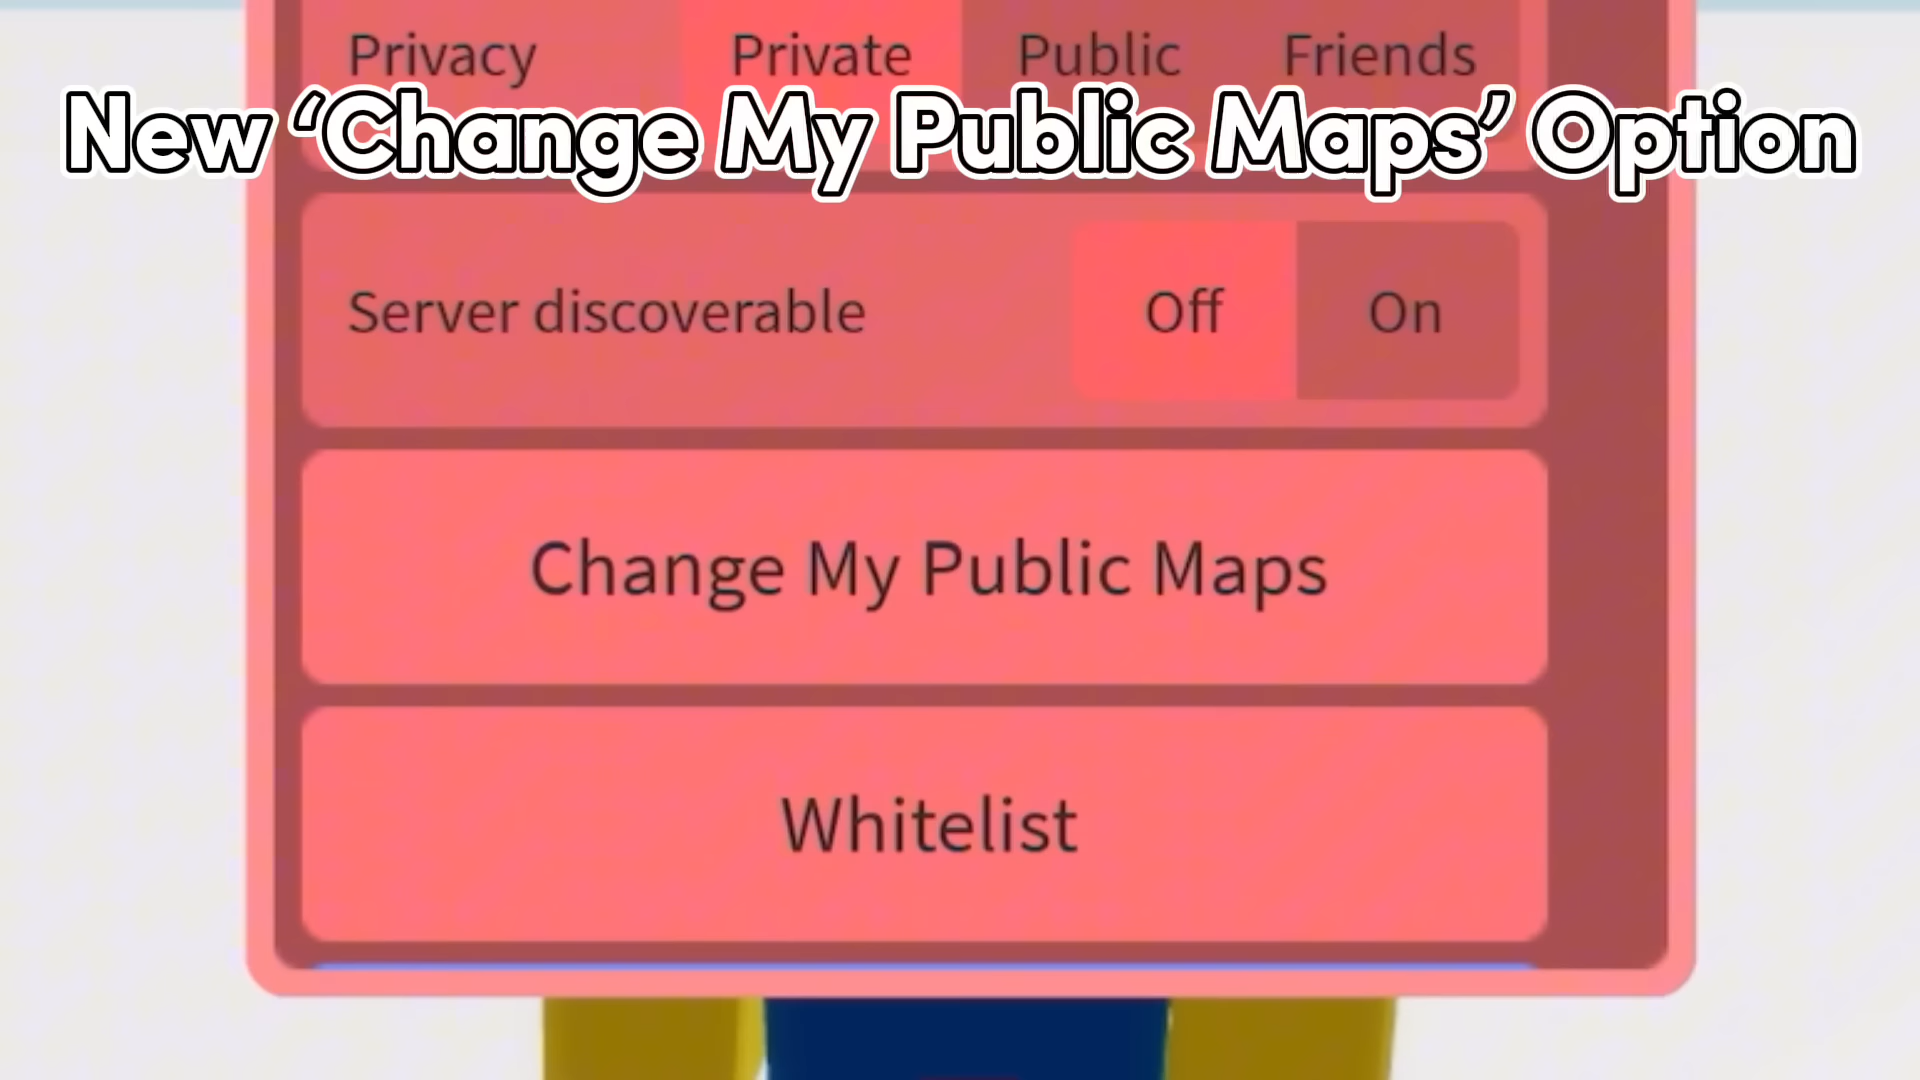 Privacy Private Public Friends
New ‘Change My Public Maps’ Option
Server discoverable Off On
Change My Public Maps
Whitelist